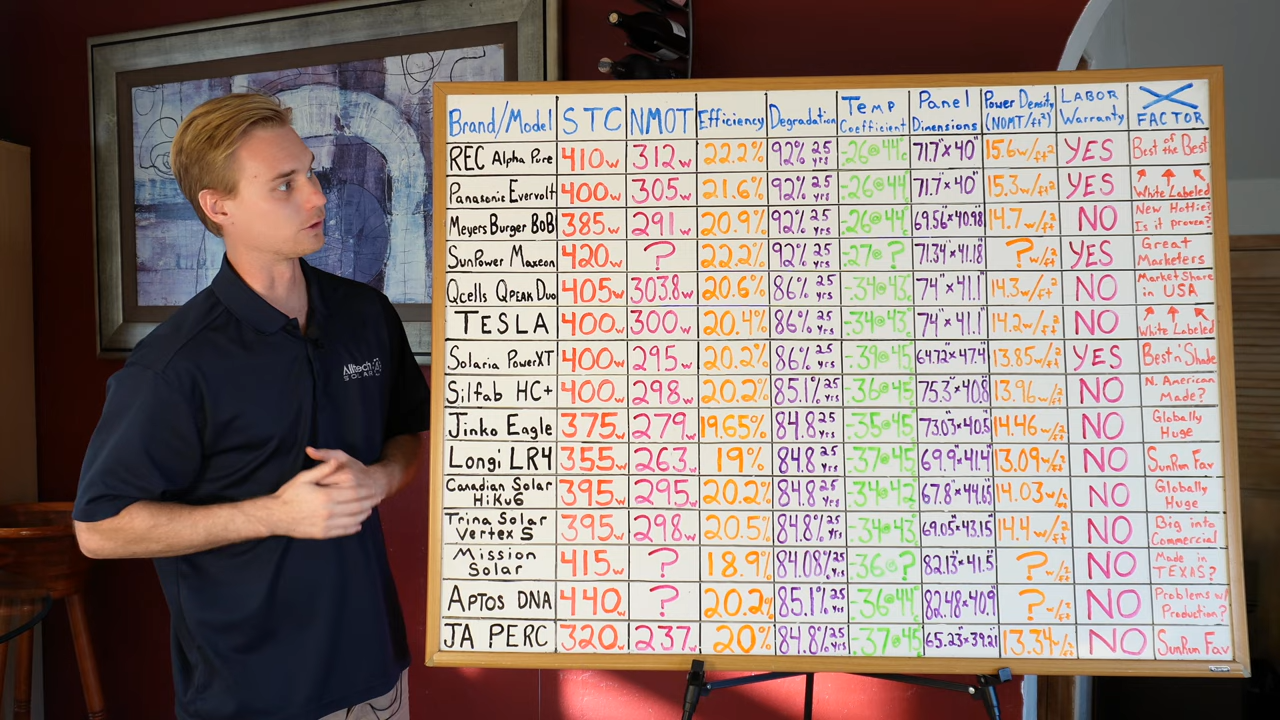 Brand/Model STC NMOT Efficiency Degradation Temp Coefficient Panel Dimensions Power Density (NOMT/ft²) LABOR Warranty X FACTOR
REC Alpha Pure 410w 312w 22.2% 92% 25 yrs -.26@44°c 71.7"x40" 15.6w/ft² YES Best of the Best
Panasonic Evervolt 400w 305w 21.6% 92% 25 yrs -.26@44 71.7"x40" 15.3w/ft² YES White Labeled
Meyers Burger BoB 385w 291w 20.9% 92% 25 yrs -.26@44 69.56"x40.98 14.7w/ft² NO New Hottie? Is it proven?
SunPower Maxeon 420w ? 22.2% 92% 25 yrs -.27@? 71.34"x41.18" ?w/ft² YES Great Marketers
Qcells QPeak Duo 405w 303.8w 20.6% 86% 25 yrs -.34@43°c 74"x41.1" 14.3w/ft² NO Market Share in USA
TESLA 400w 300w 20.4% 86% 25 yrs -.34@43 74"x41.1" 14.2w/ft² NO White Labeled
Solaria PowerXT 400w 295w 20.2% 86% 25 yrs -.39@45 64.72"x47.4" 13.85w/ft² YES Best n' Shade
Silfab HC+ 400w 298w 20.2% 85.1% 25 yrs -.36@45 75.3"x40.8 13.96w/ft² NO N. American Made?
Jinko Eagle 375w 279w 19.65% 84.8 25 yrs -.35@45 73.03"x40.5" 14.46w/ft² NO Globally Huge
Longi LR4 355w 263w 19% 84.8 25 yrs -.37@45 69.9"x41.4" 13.09w/ft² NO SunRun Fav
Canadian Solar HiKu6 395w 295w 20.2% 84.8 25 yrs -.34@42 67.8"x44.65" 14.03w/ft² NO Globally Huge
Trina Solar Vertex S 395w 298w 20.5% 84.8% 25 yrs -.34@43 69.05"x43.15" 14.4w/ft² NO Big into Commercial
Mission Solar 415w ? 18.9% 84.08% 25 yrs -.36@? 82.13"x41.5" ?w/ft² NO Made in TEXAS?
APTOS DNA 440w ? 20.2% 85.1% 25 yrs -.36@44°c 82.48"x40.9" ?w/ft² NO Problems w/ Production?
JA PERC 320w 237w 20% 84.8% 25 yrs -.37@45 65.23"x39.21" 13.34w/ft² NO SunRun Fav
Alltech
SOLAR